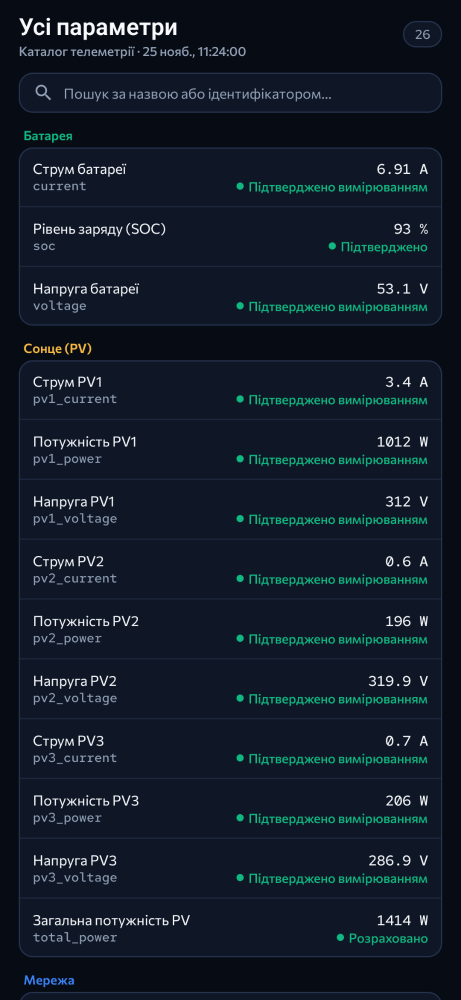 Усі параметри
26
Каталог телеметрії · 25 нояб., 11:24:00
Пошук за назвою або ідентифікатором...
Батарея
Струм батареї 6.91 A
current Підтверджено вимірюванням
Рівень заряду (SOC) 93 %
soc Підтверджено
Напруга батареї 53.1 V
voltage Підтверджено вимірюванням
Сонце (PV)
Струм PV1 3.4 A
pv1_current Підтверджено вимірюванням
Потужність PV1 1012 W
pv1_power Підтверджено вимірюванням
Напруга PV1 312 V
pv1_voltage Підтверджено вимірюванням
Струм PV2 0.6 A
pv2_current Підтверджено вимірюванням
Потужність PV2 196 W
pv2_power Підтверджено вимірюванням
Напруга PV2 319.9 V
pv2_voltage Підтверджено вимірюванням
Струм PV3 0.7 A
pv3_current Підтверджено вимірюванням
Потужність PV3 206 W
pv3_power Підтверджено вимірюванням
Напруга PV3 286.9 V
pv3_voltage Підтверджено вимірюванням
Загальна потужність PV 1414 W
total_power Розраховано
Мережа